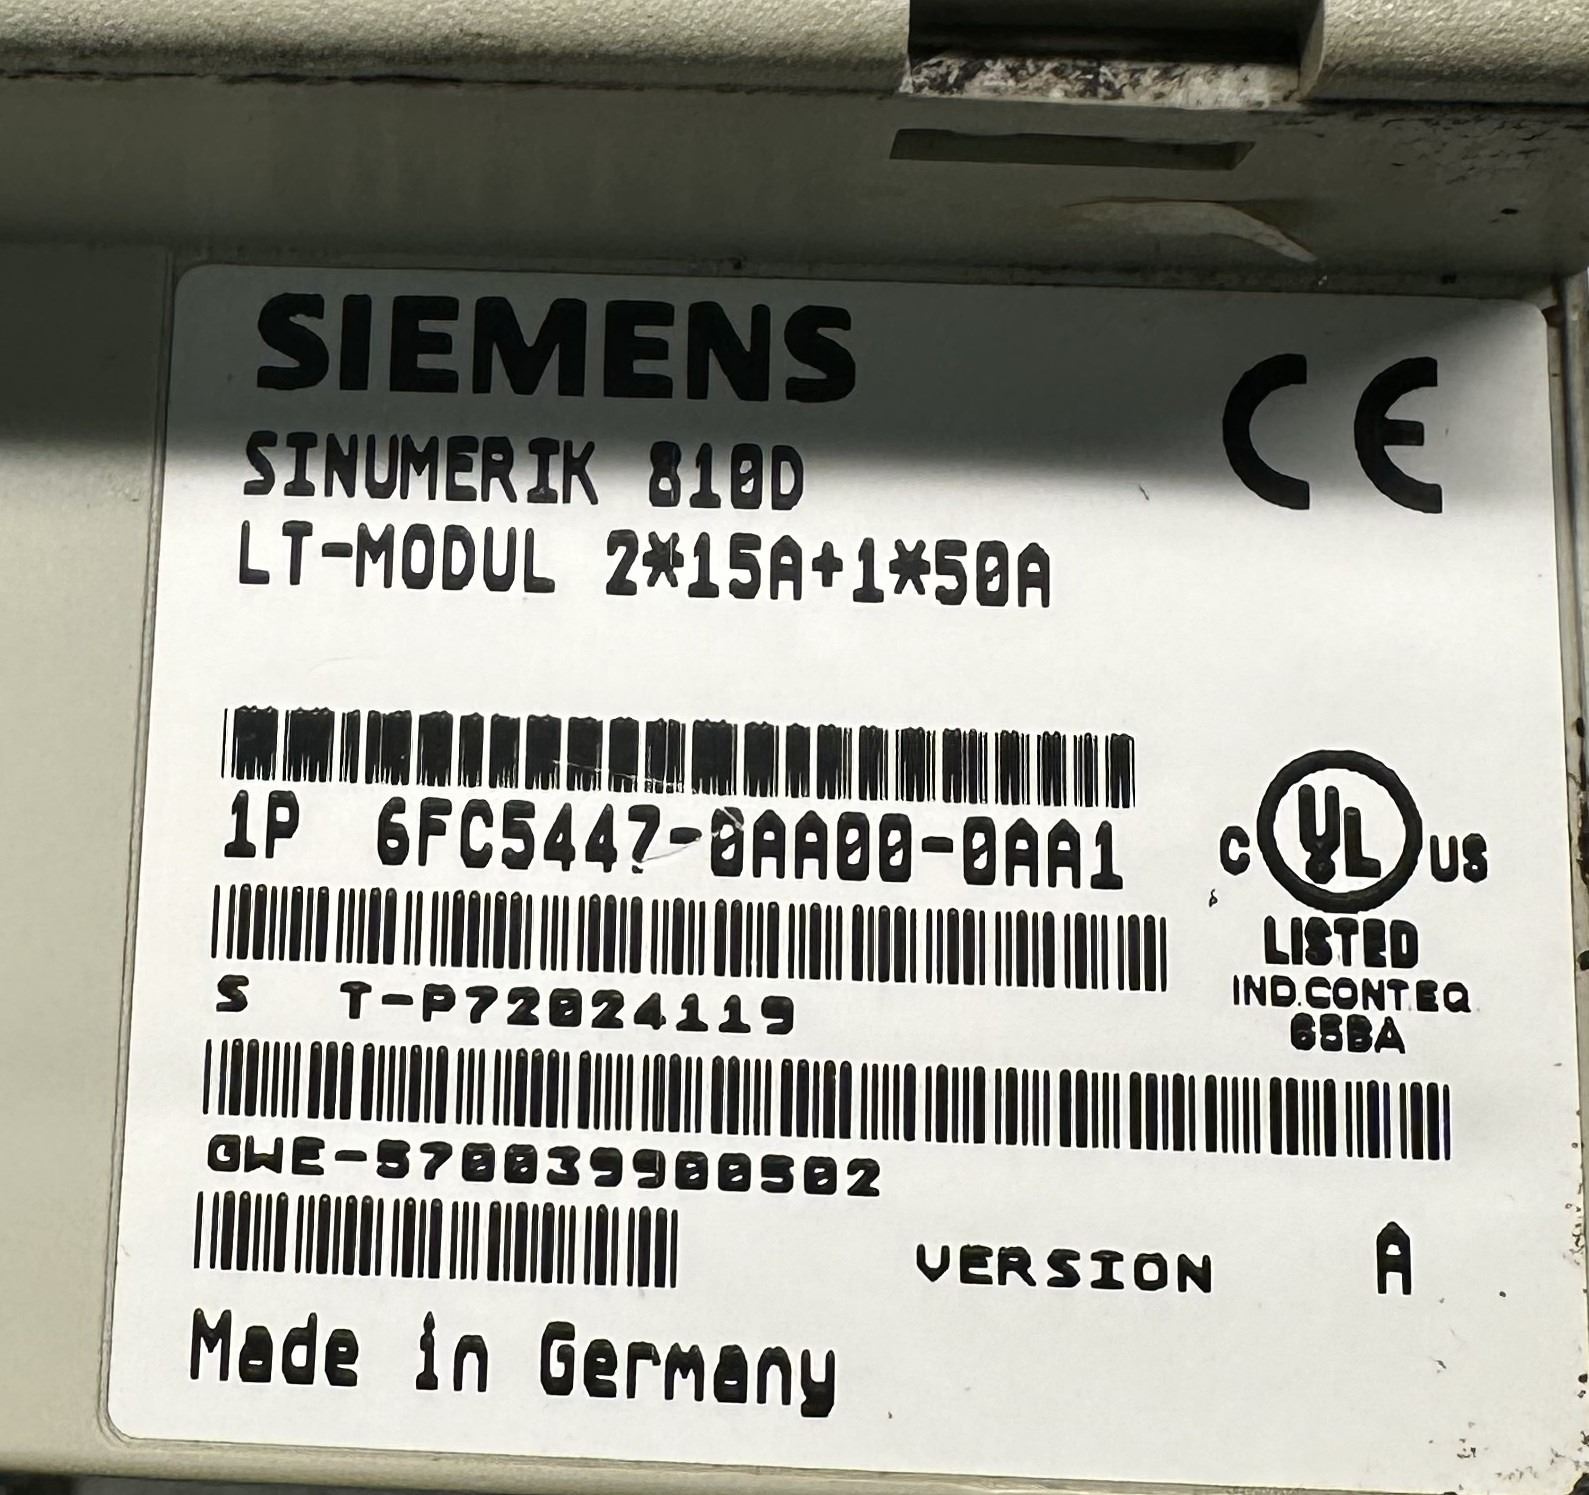 SIEMENS
CE
SINUMERIK 810D
LT-MODUL 2*15A+1*50A
1P 6FC5447-0AA00-0AA1
C UL US
LISTED
IND.CONT.EQ
65BA
S T-P72024119
GWE-570039900502
VERSION A
Made in Germany